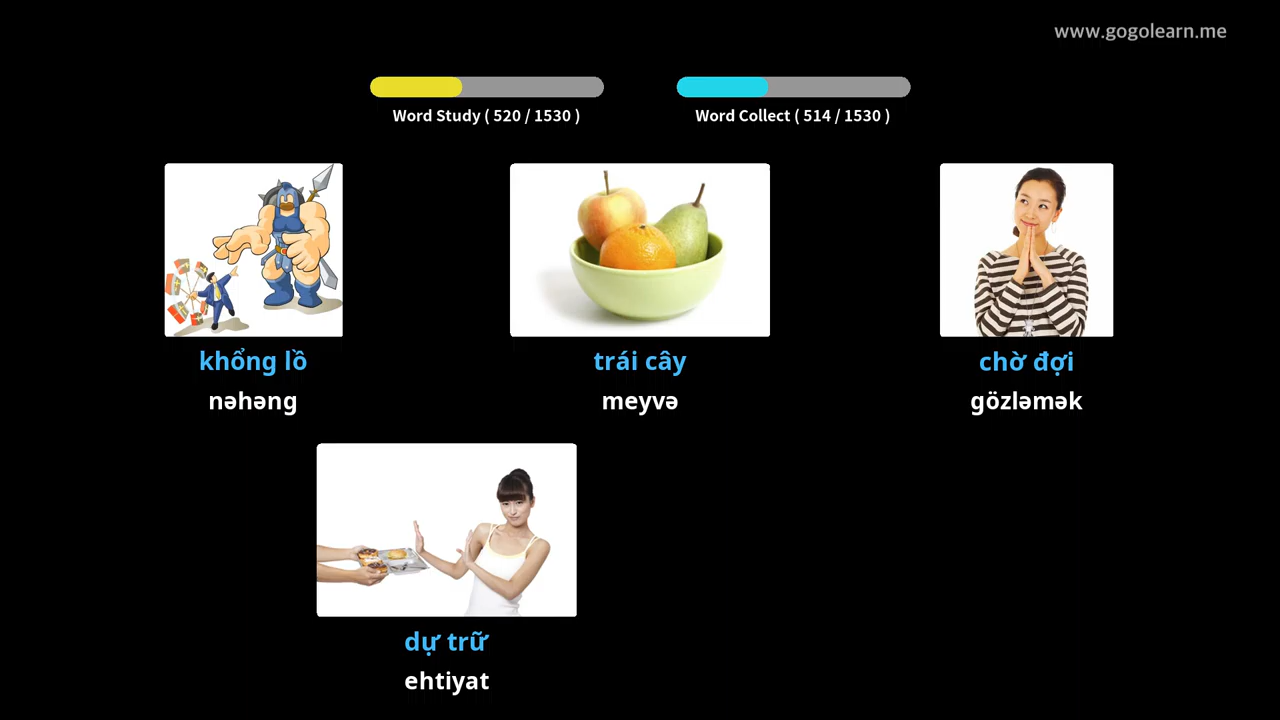 www.gogolearn.me
Word Study ( 520 / 1530 )
Word Collect ( 514 / 1530 )
khổng lồ
nəhəng
trái cây
meyvə
chờ đợi
gözləmək
dự trữ
ehtiyat